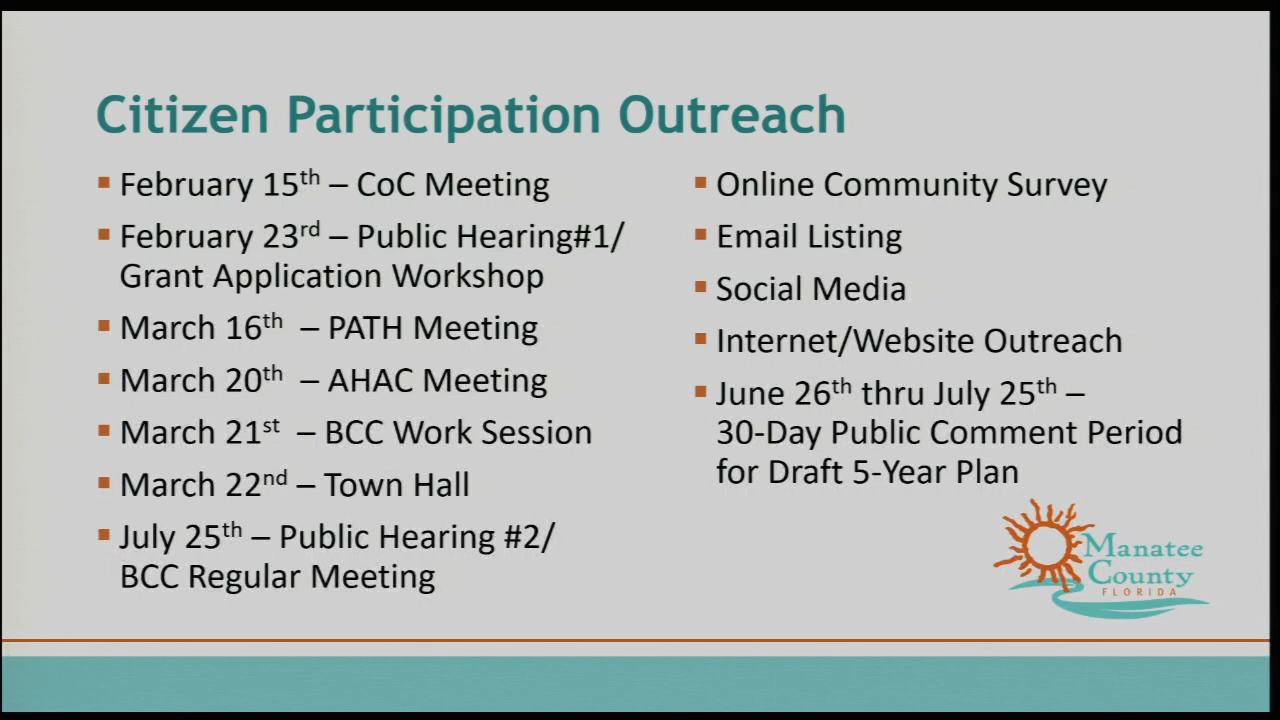 Citizen Participation Outreach
February 15th – CoC Meeting
February 23rd – Public Hearing#1/
Grant Application Workshop
March 16th – PATH Meeting
March 20th – AHAC Meeting
March 21st – BCC Work Session
March 22nd – Town Hall
July 25th – Public Hearing #2/
BCC Regular Meeting
Online Community Survey
Email Listing
Social Media
Internet/Website Outreach
June 26th thru July 25th –
30-Day Public Comment Period
for Draft 5-Year Plan
Manatee
County
FLORIDA